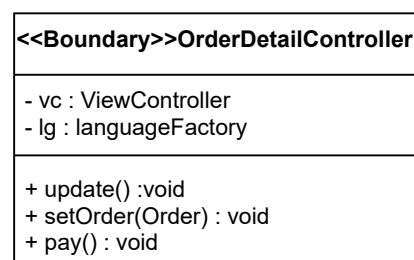 <<Boundary>>OrderDetailController
- vc : ViewController
- lg : languageFactory
+ update() :void
+ setOrder(Order) : void
+ pay() : void